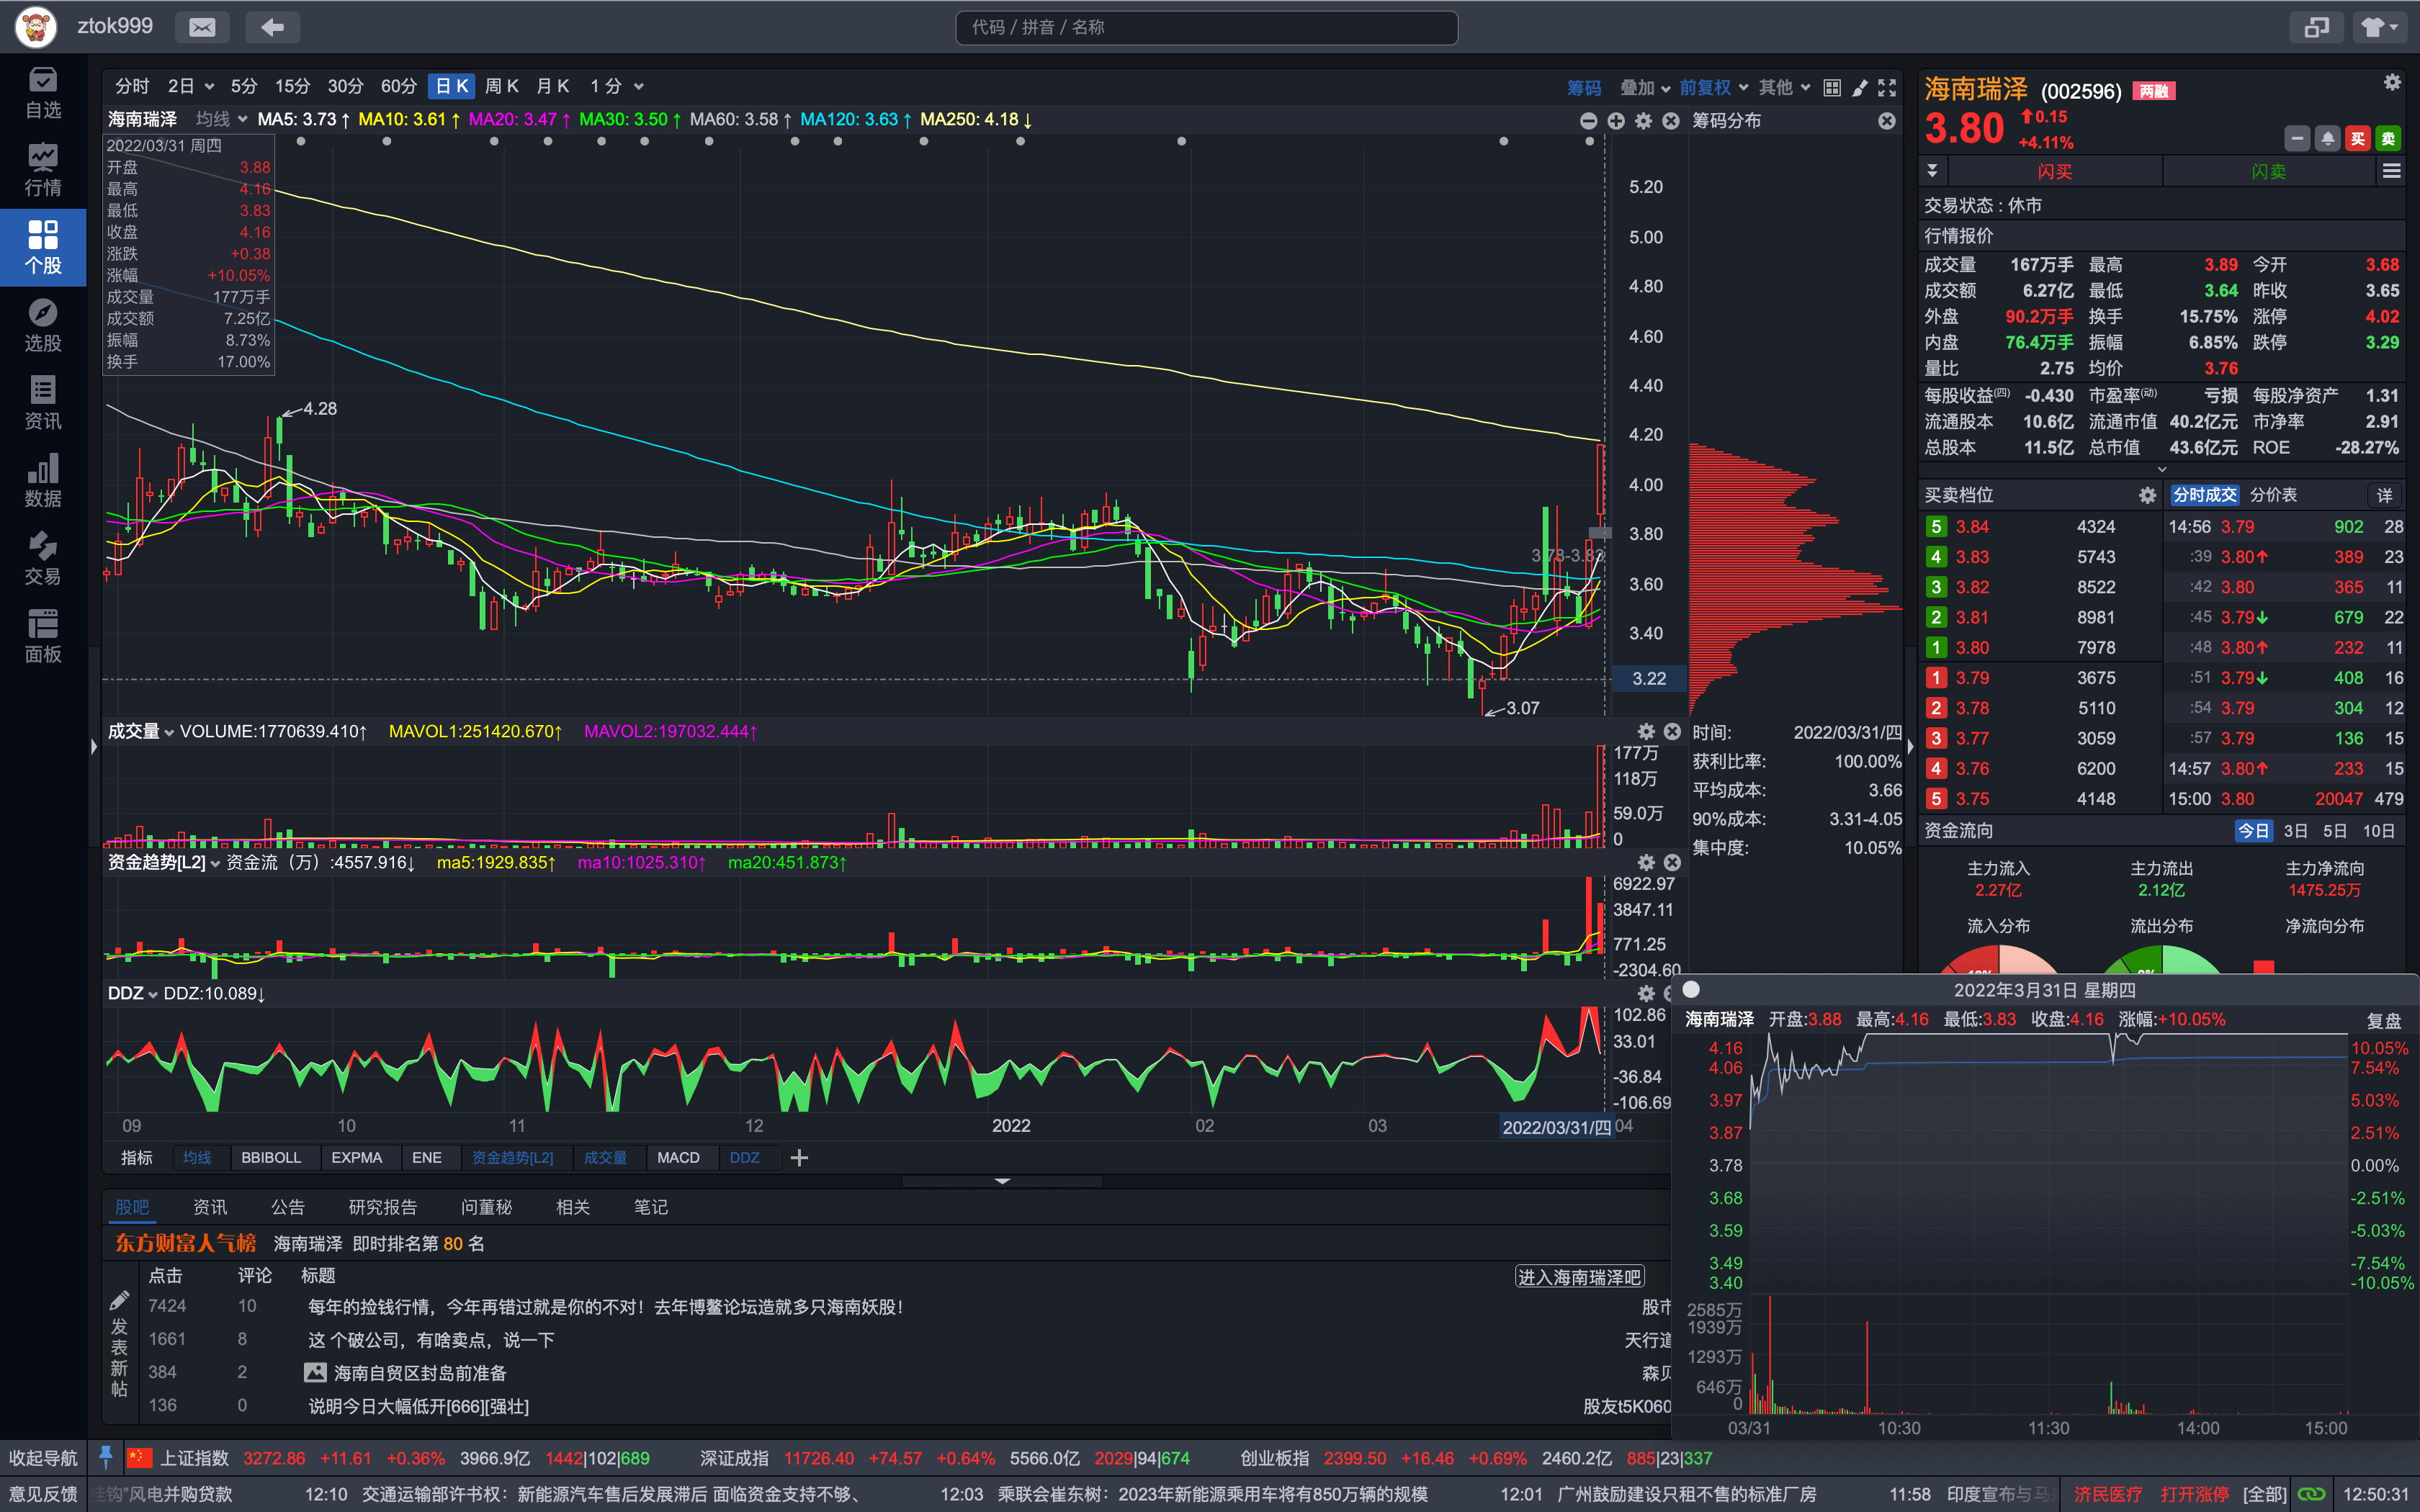 ztok999
代码 / 拼音 / 名称
自选
行情
个股
选股
资讯
数据
交易
面板
分时 2日 5分 15分 30分 60分 日K 周K 月K 1分 筹码 叠加 前复权 其他
海南瑞泽 均线 MA5: 3.73↑ MA10: 3.61↑ MA20: 3.47↑ MA30: 3.50↑ MA60: 3.58↑ MA120: 3.63↑ MA250: 4.18↓
2022/03/31 周四
开盘 3.88
最高 4.16
最低 3.83
收盘 4.16
涨跌 +0.38
涨幅 +10.05%
成交量 177万手
成交额 7.25亿
振幅 8.73%
换手 17.00%
4.28
3.07
3.78-3.83
5.20
5.00
4.80
4.60
4.40
4.20
4.00
3.80
3.60
3.40
3.22
成交量 VOLUME:1770639.410↑ MAVOL1:251420.670↑ MAVOL2:197032.444↑
177万
118万
59.0万
0
资金趋势[L2] 资金流（万）:4557.916↓ ma5:1929.835↑ ma10:1025.310↑ ma20:451.873↑
6922.97
3847.11
771.25
-2304.60
DDZ DDZ:10.089↓
102.86
33.01
-36.84
-106.69
09 10 11 12 2022 02 03 2022/03/31/四 04
指标 均线 BBIBOLL EXPMA ENE 资金趋势[L2] 成交量 MACD DDZ
筹码分布
时间: 2022/03/31/四
获利比率: 100.00%
平均成本: 3.66
90%成本: 3.31-4.05
集中度: 10.05%
海南瑞泽 (002596) 两融
3.80 0.15
+4.11%
买 卖
闪买 闪卖
交易状态 : 休市
行情报价
成交量 167万手 最高 3.89 今开 3.68
成交额 6.27亿 最低 3.64 昨收 3.65
外盘 90.2万手 换手 15.75% 涨停 4.02
内盘 76.4万手 振幅 6.85% 跌停 3.29
量比 2.75 均价 3.76
每股收益(四) -0.430 市盈率(动) 亏损 每股净资产 1.31
流通股本 10.6亿 流通市值 40.2亿元 市净率 2.91
总股本 11.5亿 总市值 43.6亿元 ROE -28.27%
买卖档位 分时成交 分价表 详
5 3.84 4324 14:56 3.79 902 28
4 3.83 5743 :39 3.80↑ 389 23
3 3.82 8522 :42 3.80 365 11
2 3.81 8981 :45 3.79↓ 679 22
1 3.80 7978 :48 3.80↑ 232 11
1 3.79 3675 :51 3.79↓ 408 16
2 3.78 5110 :54 3.79 304 12
3 3.77 3059 :57 3.79 136 15
4 3.76 6200 14:57 3.80↑ 233 15
5 3.75 4148 15:00 3.80 20047 479
资金流向 今日 3日 5日 10日
主力流入 主力流出 主力净流向
2.27亿 2.12亿 1475.25万
流入分布 流出分布 净流向分布
2022年3月31日 星期四
海南瑞泽 开盘:3.88 最高:4.16 最低:3.83 收盘:4.16 涨幅:+10.05% 复盘
4.16 10.05%
4.06 7.54%
3.97 5.03%
3.87 2.51%
3.78 0.00%
3.68 -2.51%
3.59 -5.03%
3.49 -7.54%
3.40 -10.05%
2585万
1939万
1293万
646万
0
03/31 10:30 11:30 14:00 15:00
股吧 资讯 公告 研究报告 问董秘 相关 笔记
东方财富人气榜 海南瑞泽 即时排名第 80 名
发表新帖
点击 评论 标题 进入海南瑞泽吧
7424 10 每年的捡钱行情，今年再错过就是你的不对！去年博鳌论坛造就多只海南妖股！ 股市
1661 8 这 个破公司，有啥卖点，说一下 天行道
384 2 海南自贸区封岛前准备 森贝
136 0 说明今日大幅低开[666][强壮] 股友t5K060
收起导航 上证指数 3272.86 +11.61 +0.36% 3966.9亿 1442|102|689 深证成指 11726.40 +74.57 +0.64% 5566.0亿 2029|94|674 创业板指 2399.50 +16.46 +0.69% 2460.2亿 885|23|337
意见反馈 挂钩"风电并购贷款 12:10 交通运输部许书权：新能源汽车售后发展滞后 面临资金支持不够、 12:03 乘联会崔东树：2023年新能源乘用车将有850万辆的规模 12:01 广州鼓励建设只租不售的标准厂房 11:58 印度宣布与马 济民医疗 打开涨停 [全部] 12:50:31